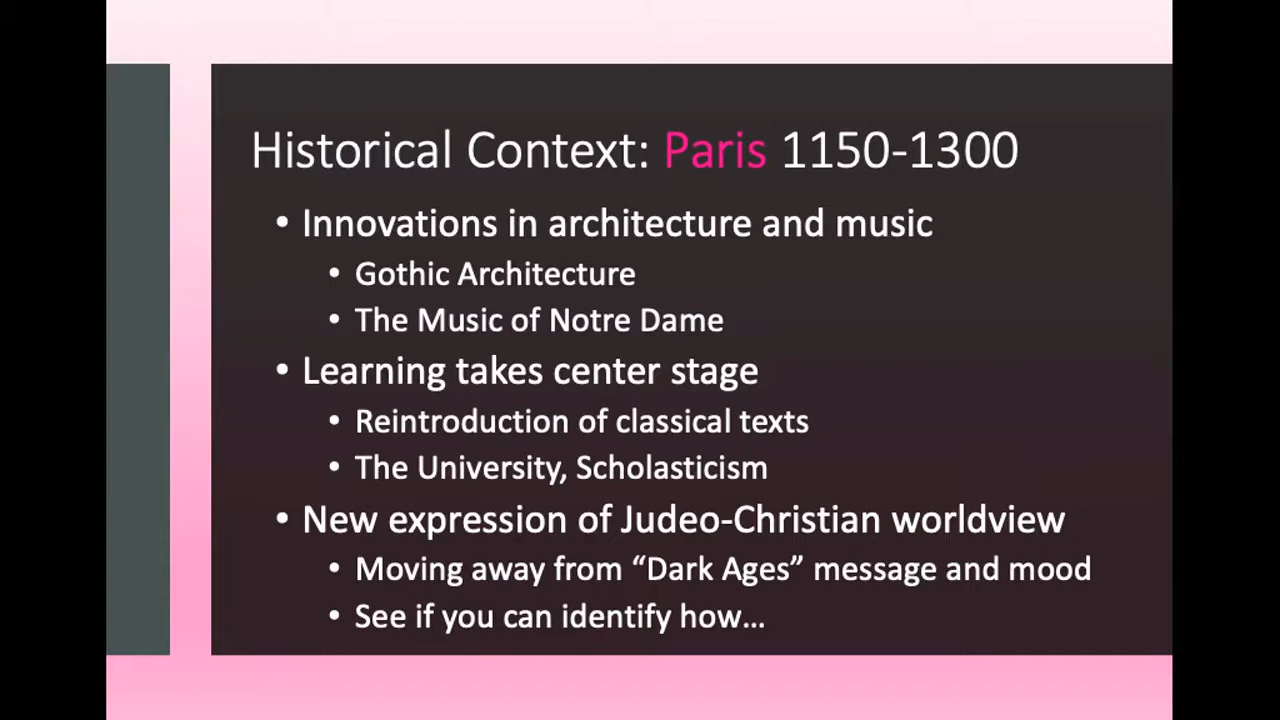 Historical Context: Paris 1150-1300
• Innovations in architecture and music
• Gothic Architecture
• The Music of Notre Dame
• Learning takes center stage
• Reintroduction of classical texts
• The University, Scholasticism
• New expression of Judeo-Christian worldview
• Moving away from “Dark Ages” message and mood
• See if you can identify how…